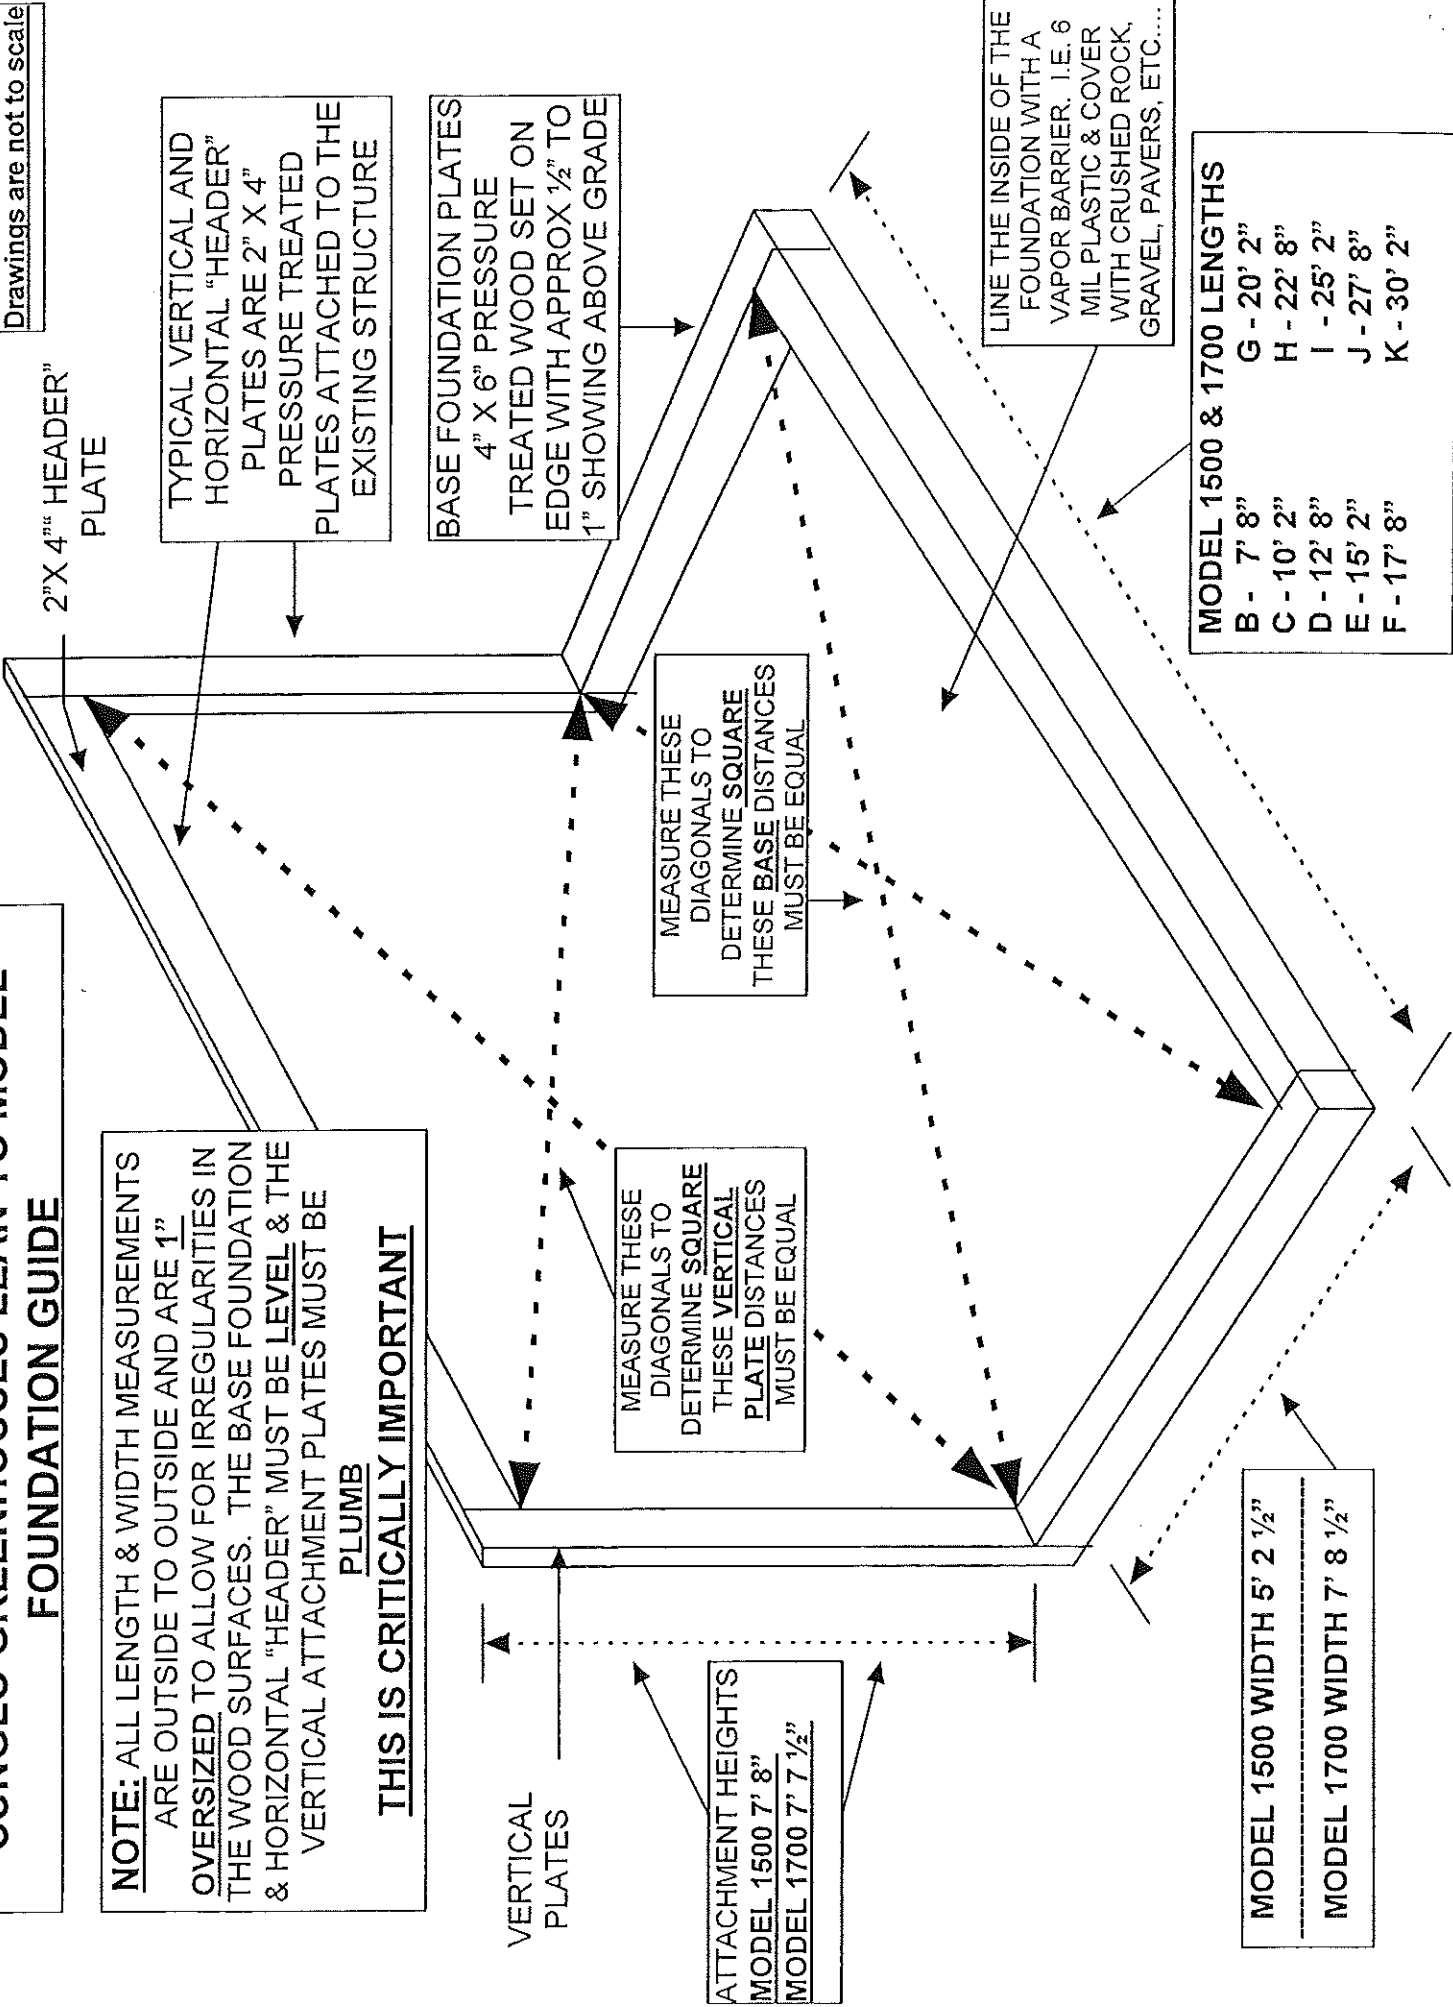 FOUNDATION GUIDE
Drawings are not to scale
NOTE: ALL LENGTH & WIDTH MEASUREMENTS
ARE OUTSIDE TO OUTSIDE AND ARE 1”
OVERSIZED TO ALLOW FOR IRREGULARITIES IN
THE WOOD SURFACES. THE BASE FOUNDATION
& HORIZONTAL "HEADER” MUST BE LEVEL & THE
VERTICAL ATTACHMENT PLATES MUST BE
PLUMB
THIS IS CRITICALLY IMPORTANT
2”X 4”“ HEADER”
PLATE
TYPICAL VERTICAL AND
HORIZONTAL “HEADER”
PLATES ARE 2” X 4”
PRESSURE TREATED
PLATES ATTACHED TO THE
EXISTING STRUCTURE
BASE FOUNDATION PLATES
4” X 6” PRESSURE
TREATED WOOD SET ON
EDGE WITH APPROX ½” TO
1” SHOWING ABOVE GRADE
VERTICAL
PLATES
MEASURE THESE
DIAGONALS TO
DETERMINE SQUARE
THESE VERTICAL
PLATE DISTANCES
MUST BE EQUAL
MEASURE THESE
DIAGONALS TO
DETERMINE SQUARE
THESE BASE DISTANCES
MUST BE EQUAL
ATTACHMENT HEIGHTS
MODEL 1500 7’ 8”
MODEL 1700 7’ 7 ½”
LINE THE INSIDE OF THE
FOUNDATION WITH A
VAPOR BARRIER. I.E. 6
MIL PLASTIC & COVER
WITH CRUSHED ROCK,
GRAVEL, PAVERS, ETC....
MODEL 1500 WIDTH 5’ 2 ½”
MODEL 1700 WIDTH 7’ 8 ½”
MODEL 1500 & 1700 LENGTHS
B - 7’ 8” G - 20’ 2”
C - 10’ 2” H - 22’ 8”
D - 12’ 8” I - 25’ 2”
E - 15’ 2” J - 27’ 8”
F - 17’ 8” K - 30’ 2”